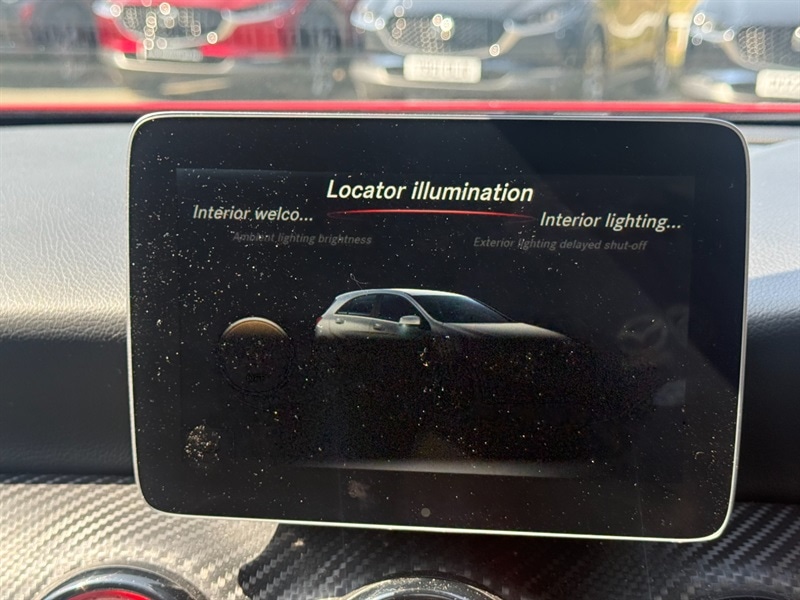 Locator illumination
Interior welco...
Interior lighting...
Ambient lighting brightness
Exterior lighting delayed shut-off